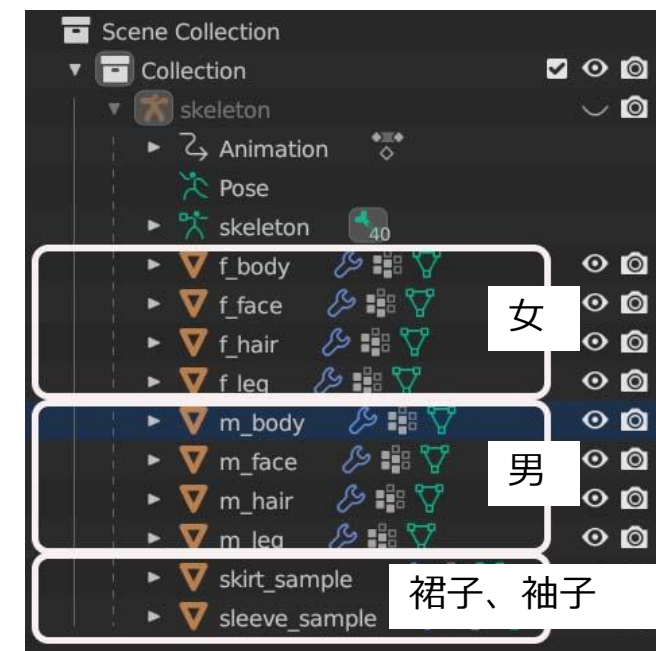 Scene Collection
Collection
skeleton
Animation
Pose
skeleton 40
f_body
f_face
女
f_hair
f_leg
m_body
m_face
男
m_hair
m_leg
skirt_sample
裙子、袖子
sleeve_sample